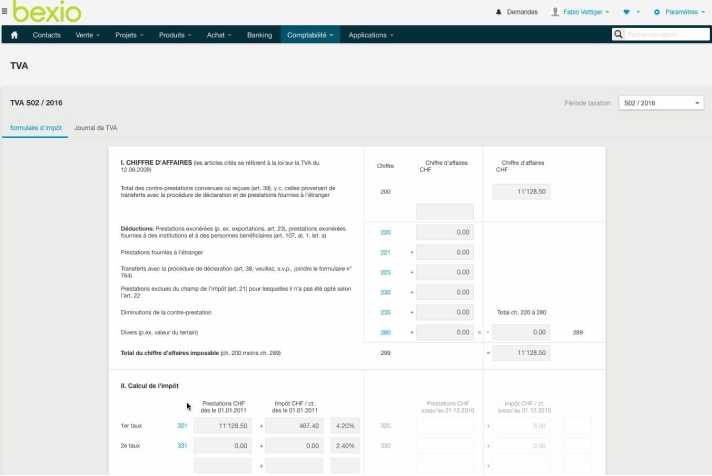 bexio
Demandes Fabio Vettiger Paramètres
Contacts Vente Projets Produits Achat Banking Comptabilité Applications Recherche rapide
TVA
TVA S02 / 2016 Période taxation S02 / 2016
formulaire d'impôt Journal de TVA
I. CHIFFRE D'AFFAIRES (les articles cités se réfèrent à la loi sur la TVA du
12.06.2009)
Chiffre
Chiffre d'affaires
CHF
Chiffre d'affaires
CHF
Total des contre-prestations convenues ou reçues (art. 39), y c. celles provenant de
transferts avec la procédure de déclaration et de prestations fournies à l'étranger
200 11'128.50
Déductions: Prestations exonérées (p. ex. exportations, art. 23), prestations exonérées
fournies à des institutions et à des personnes bénéficiaires (art. 107, al. 1, let. a)
220 0.00
Prestations fournies à l'étranger 221 + 0.00
Transferts avec la procédure de déclaration (art. 38, veuillez, s.v.p., joindre le formulaire n°
764)
225 + 0.00
Prestations exclues du champ de l'impôt (art. 21) pour lesquelles il n'a pas été opté selon
l'art. 22
230 + 0.00
Diminutions de la contre-prestation 235 + 0.00 Total ch. 220 à 280
Divers (p.ex. valeur du terrain) 280 + 0.00 = - 0.00 289
Total du chiffre d'affaires imposable (ch. 200 moins ch. 289) 299 = 11'128.50
II. Calcul de l'impôt
Prestations CHF
dès le 01.01.2011
Impôt CHF / ct.
dès le 01.01.2011
Prestations CHF
jusqu'au 31.12.2010
Impôt CHF / ct.
jusqu'au 31.12.2010
1er taux 321 11'128.50 + 467.40 4.20% 320 + 0.00
2e taux 331 0.00 + 0.00 2.40% 330 + 0.00
+ +